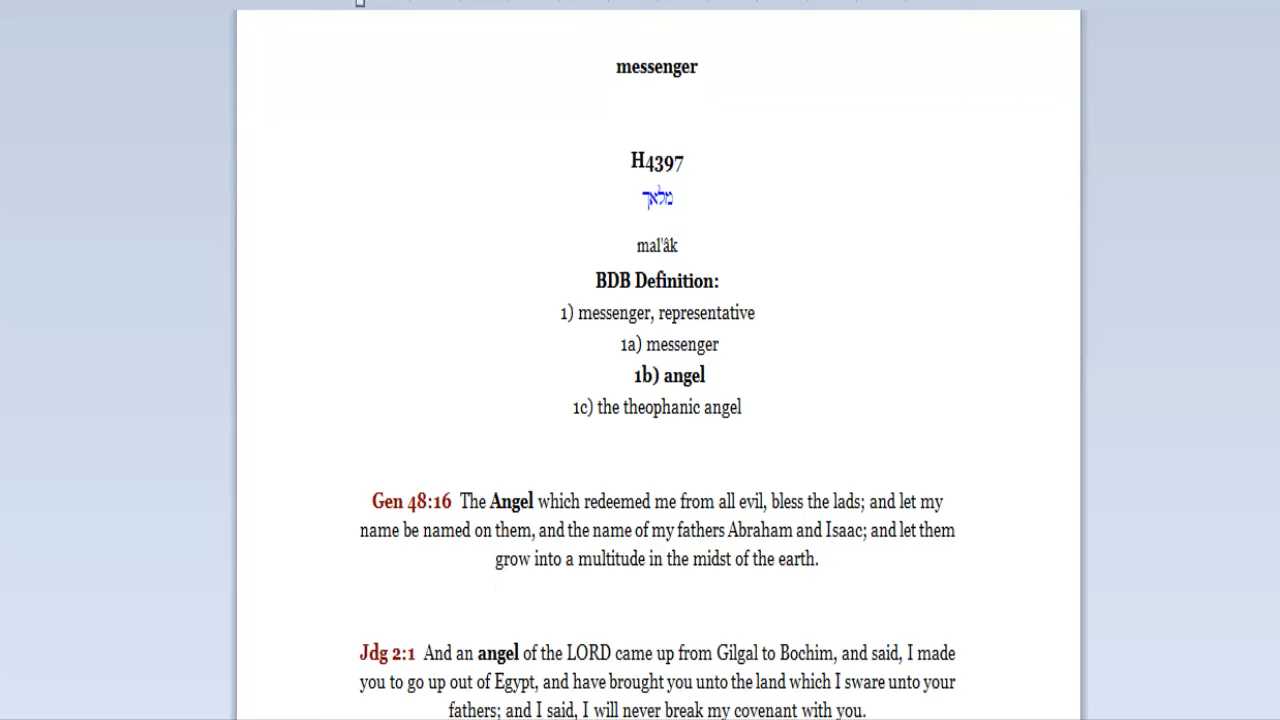 messenger
H4397
מלאך
mal'âk
BDB Definition:
1) messenger, representative
1a) messenger
1b) angel
1c) the theophanic angel
Gen 48:16 The Angel which redeemed me from all evil, bless the lads; and let my
name be named on them, and the name of my fathers Abraham and Isaac; and let them
grow into a multitude in the midst of the earth.
Jdg 2:1 And an angel of the LORD came up from Gilgal to Bochim, and said, I made
you to go up out of Egypt, and have brought you unto the land which I sware unto your
fathers; and I said, I will never break my covenant with you.